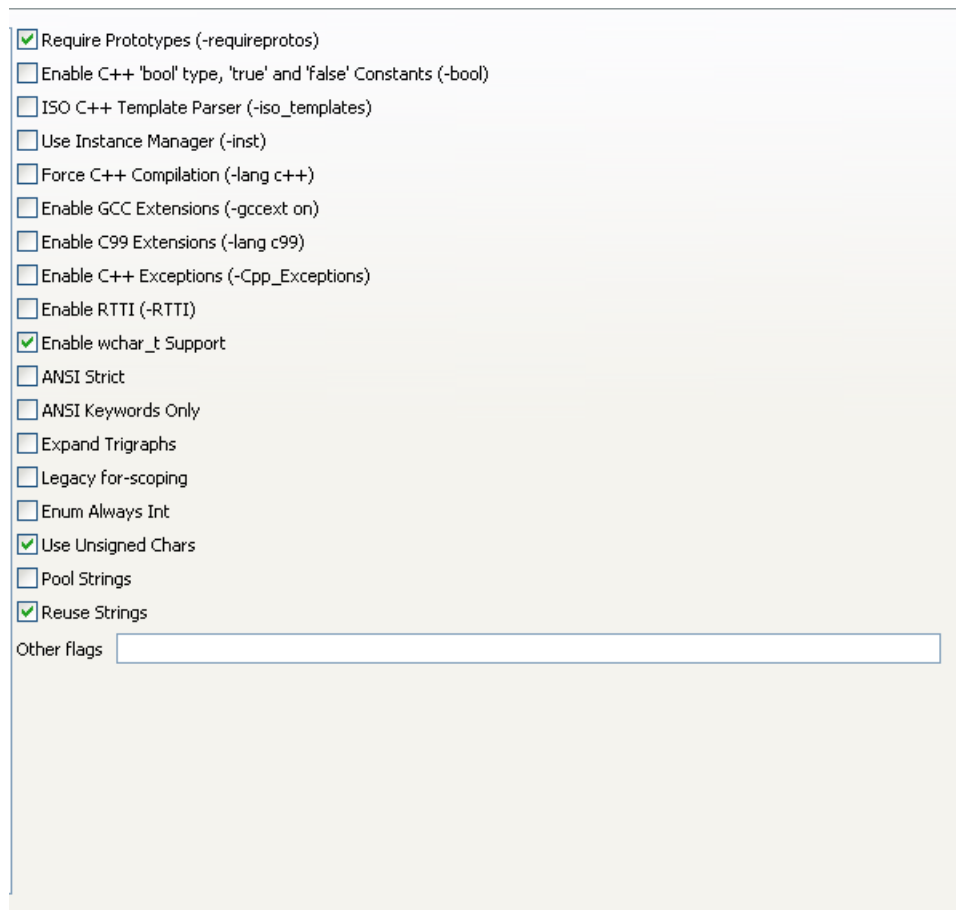 Require Prototypes (-requireprotos)
Enable C++ 'bool' type, 'true' and 'false' Constants (-bool)
ISO C++ Template Parser (-iso_templates)
Use Instance Manager (-inst)
Force C++ Compilation (-lang c++)
Enable GCC Extensions (-gccext on)
Enable C99 Extensions (-lang c99)
Enable C++ Exceptions (-Cpp_Exceptions)
Enable RTTI (-RTTI)
Enable wchar_t Support
ANSI Strict
ANSI Keywords Only
Expand Trigraphs
Legacy for-scoping
Enum Always Int
Use Unsigned Chars
Pool Strings
Reuse Strings
Other flags